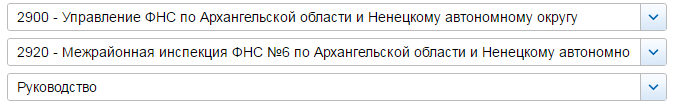 2900 - Управление ФНС по Архангельской области и Ненецкому автономному округу
2920 - Межрайонная инспекция ФНС №6 по Архангельской области и Ненецкому автономно
Руководство